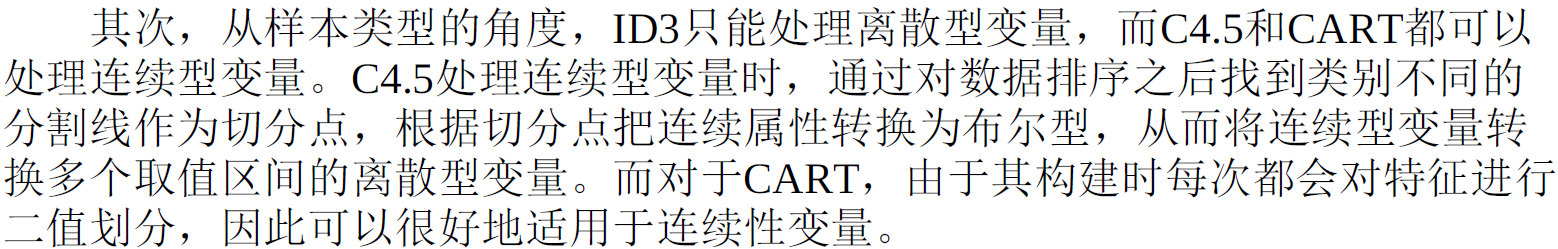 其次，从样本类型的角度，ID3只能处理离散型变量，而C4.5和CART都可以
处理连续型变量。C4.5处理连续型变量时，通过对数据排序之后找到类别不同的
分割线作为切分点，根据切分点把连续属性转换为布尔型，从而将连续型变量转
换多个取值区间的离散型变量。而对于CART，由于其构建时每次都会对特征进行
二值划分，因此可以很好地适用于连续性变量。